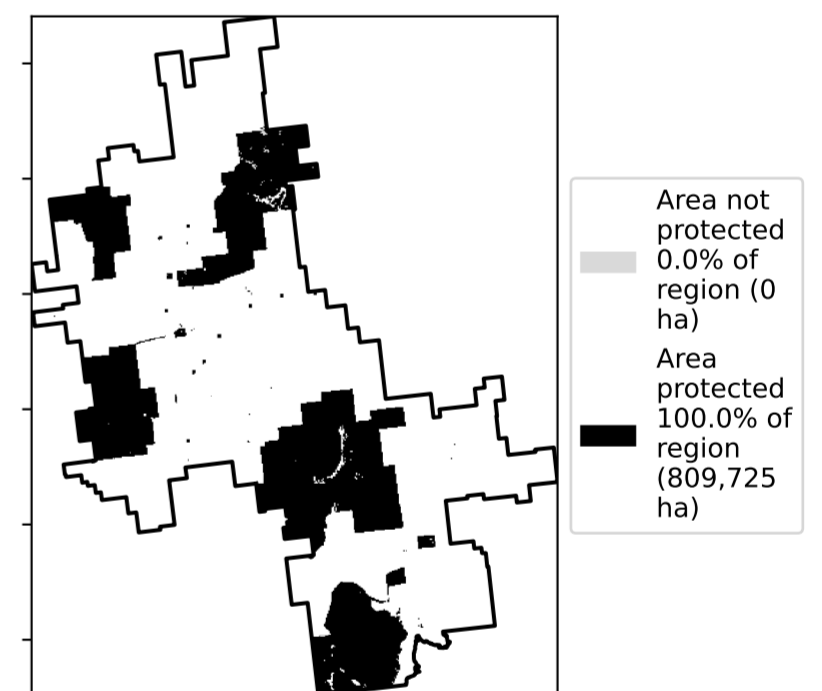 Area not
protected
0.0% of
region (0
ha)
Area
protected
100.0% of
region
(809,725
ha)